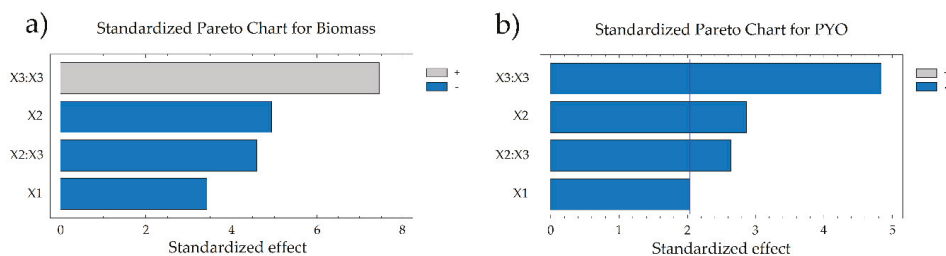 a)
Standardized Pareto Chart for Biomass
X3:X3
X2
X2:X3
X1
+
-
0 2 4 6 8
Standardized effect
b)
Standardized Pareto Chart for PYO
X3:X3
X2
X2:X3
X1
0 1 2 3 4 5
Standardized effect